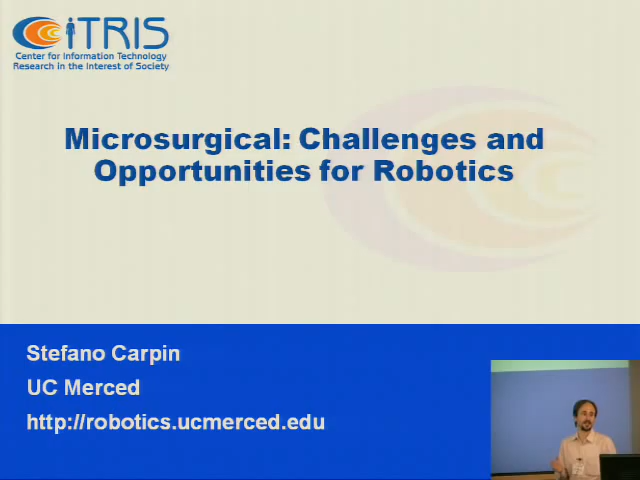 CiTRIS
Center for Information Technology
Research in the Interest of Society
Microsurgical: Challenges and
Opportunities for Robotics
Stefano Carpin
UC Merced
http://robotics.ucmerced.edu